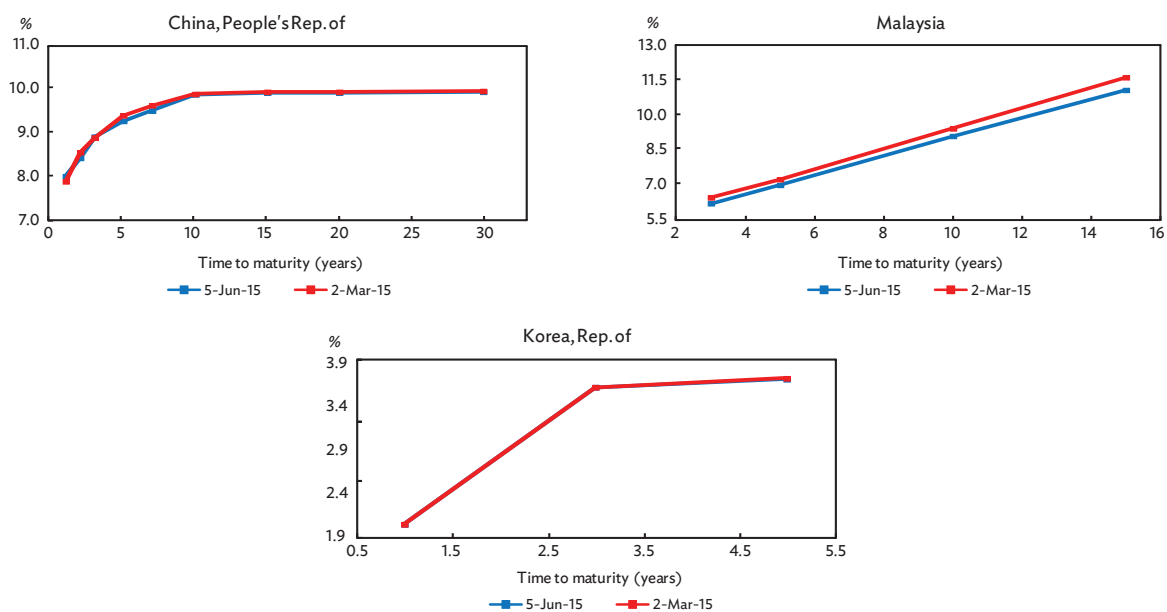 China, People's Rep. of
%
11.0
10.0
9.0
8.0
7.0
0 5 10 15 20 25 30
Time to maturity (years)
5-Jun-15 2-Mar-15
Malaysia
%
13.0
11.5
10.0
8.5
7.0
5.5
2 4 6 8 10 12 14 16
Time to maturity (years)
5-Jun-15 2-Mar-15
Korea, Rep. of
%
3.9
3.4
2.9
2.4
1.9
0.5 1.5 2.5 3.5 4.5 5.5
Time to maturity (years)
5-Jun-15 2-Mar-15